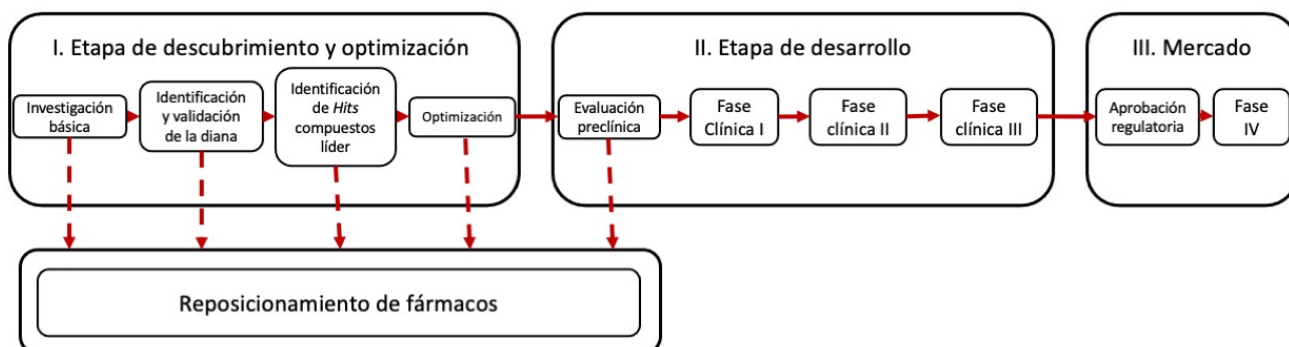 I. Etapa de descubrimiento y optimización
Investigación
básica
Identificación
y validación
de la diana
Identificación
de Hits
compuestos
líder
Optimización
II. Etapa de desarrollo
Evaluación
preclínica
Fase
Clínica I
Fase
clínica II
Fase
clínica III
III. Mercado
Aprobación
regulatoria
Fase
IV
Reposicionamiento de fármacos